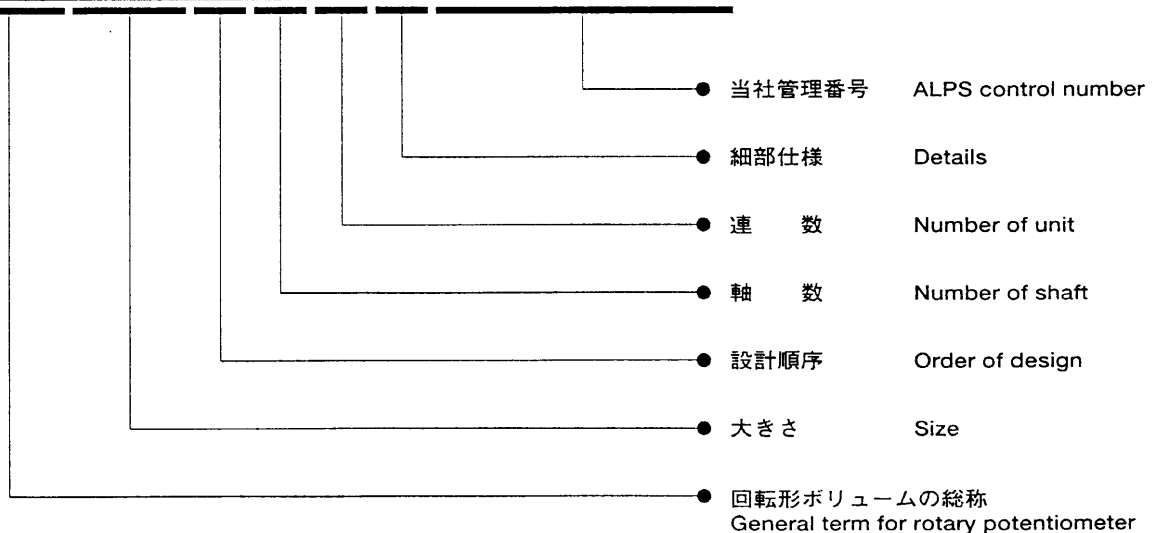 ● 当社管理番号 ALPS control number
● 細部仕様 Details
● 連 数 Number of unit
● 軸 数 Number of shaft
● 設計順序 Order of design
● 大きさ Size
● 回転形ボリュームの総称
General term for rotary potentiometer